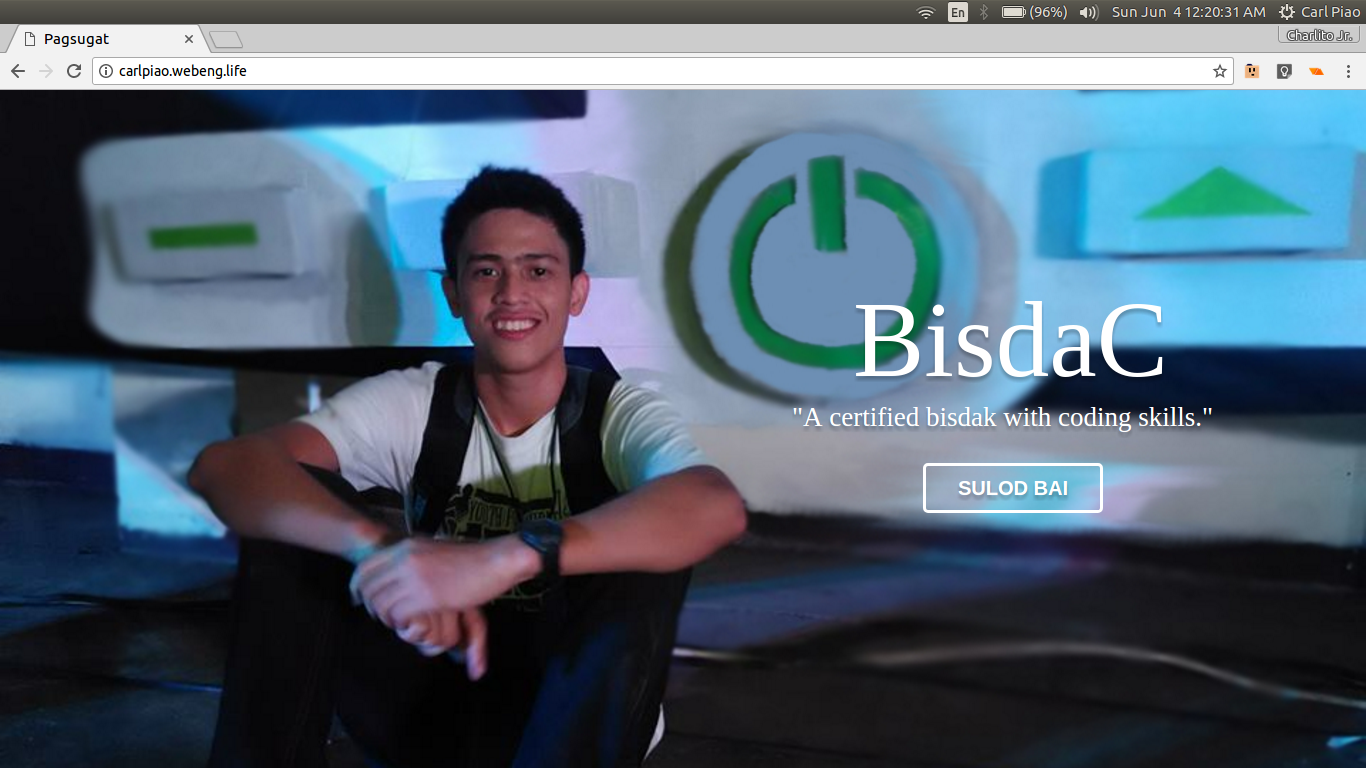 En
(96%)
Sun Jun 4 12:20:31 AM
Carl Piao
Pagsugat
Charlito Jr.
carlpiao.webeng.life
BisdaC
"A certified bisdak with coding skills."
SULOD BAI
YOUTH